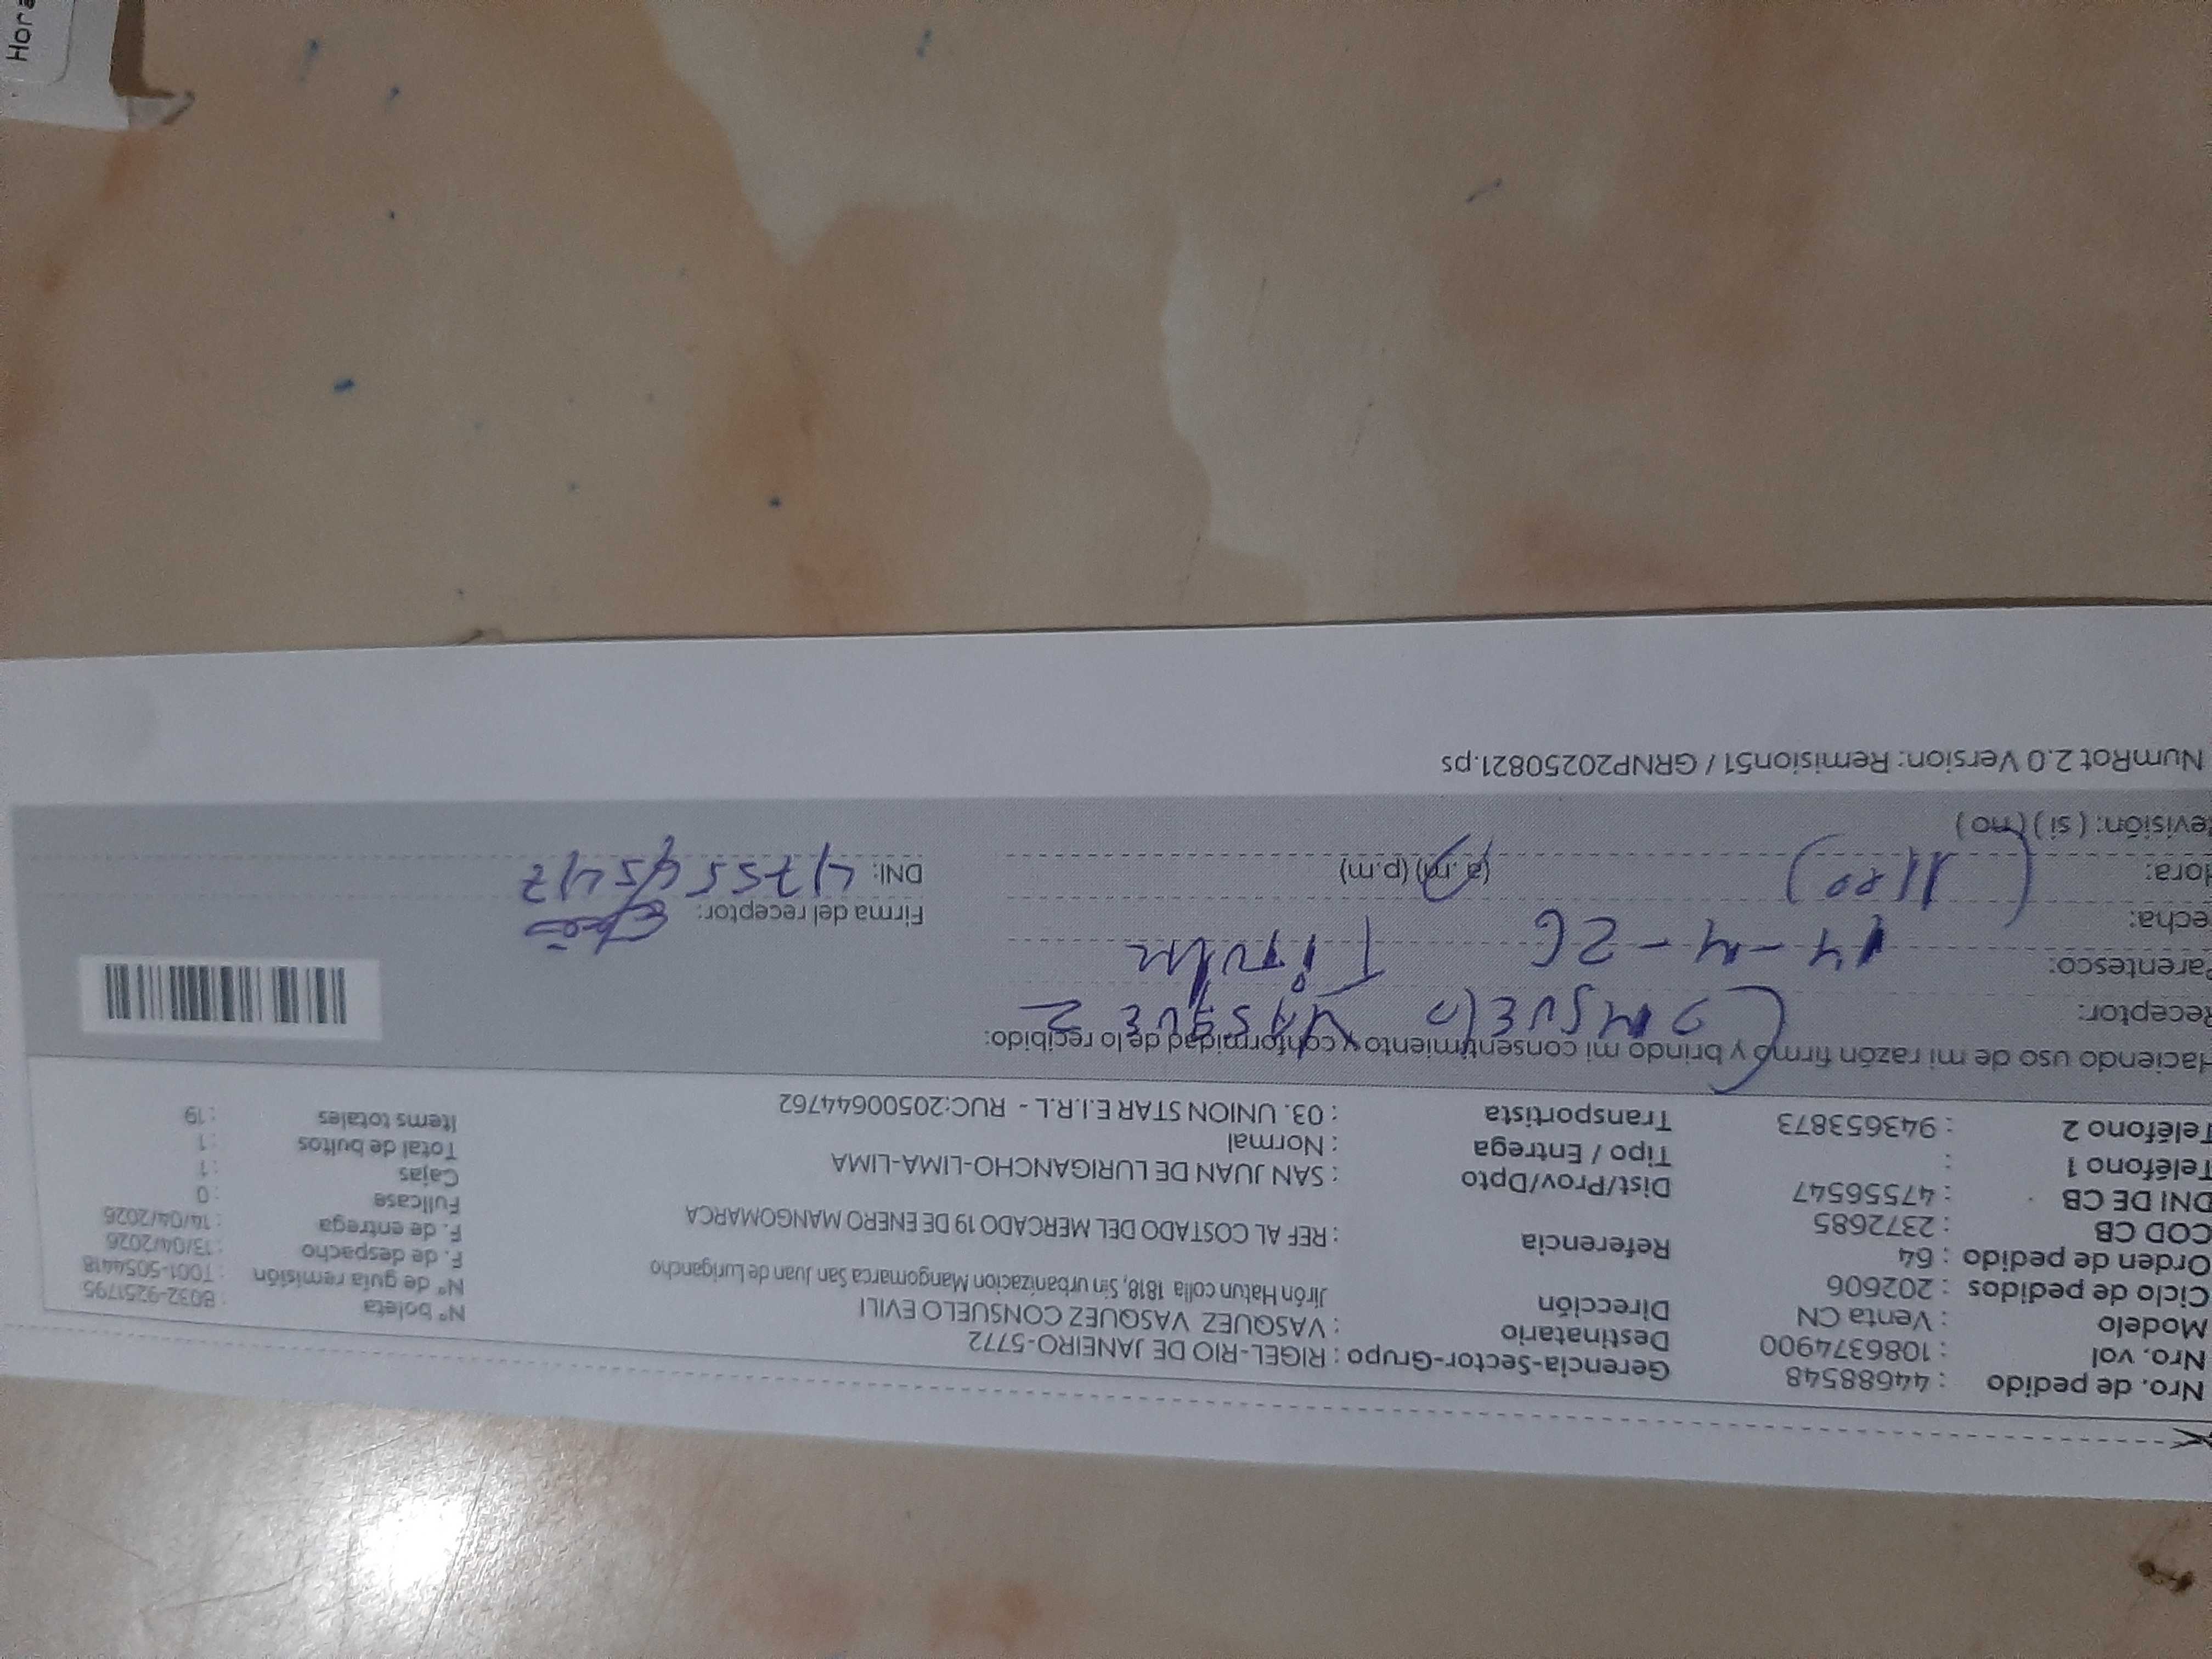 Nro. de pedido : 44688548 Gerencia-Sector-Grupo : RIGEL-RIO DE JANEIRO-5772
Nro. vol : 1086374900 Destinatario : VASQUEZ VASQUEZ CONSUELO EVILI Nº boleta : B032-9251795
Modelo : Venta CN Dirección Jirón Hatun colla 1818, Sin urbanizacion Mangomarca San Juan de Lurigancho Nº de guía remisión : T001-5054418
Ciclo de pedidos : 202606 F. de despacho : 13/04/2026
Orden de pedido : 64 Referencia : REF AL COSTADO DEL MERCADO 19 DE ENERO MANGOMARCA F. de entrega : 14/04/2026
COD CB : 2372685 Fullcase : 0
DNI DE CB : 47556547 Dist/Prov/Dpto : SAN JUAN DE LURIGANCHO-LIMA-LIMA Cajas : 1
Teléfono 1 : Tipo / Entrega : Normal Total de bultos : 1
Teléfono 2 : 943653873 Transportista : 03. UNION STAR E.I.R.L - RUC:20500644762 Items totales : 19
Haciendo uso de mi razón firmo y brindo mi consentimiento y conformidad de lo recibido:
Receptor: CONSUELO VASQUEZ
Parentesco: Titular
Fecha: 14-4-26 Firma del receptor:
Hora: (11:00) (a.m) (p.m) DNI: 47556547
Revisión: ( si ) ( no )
NumRot 2.0 Version: Remision51 / GRNP20250821.ps
Hora